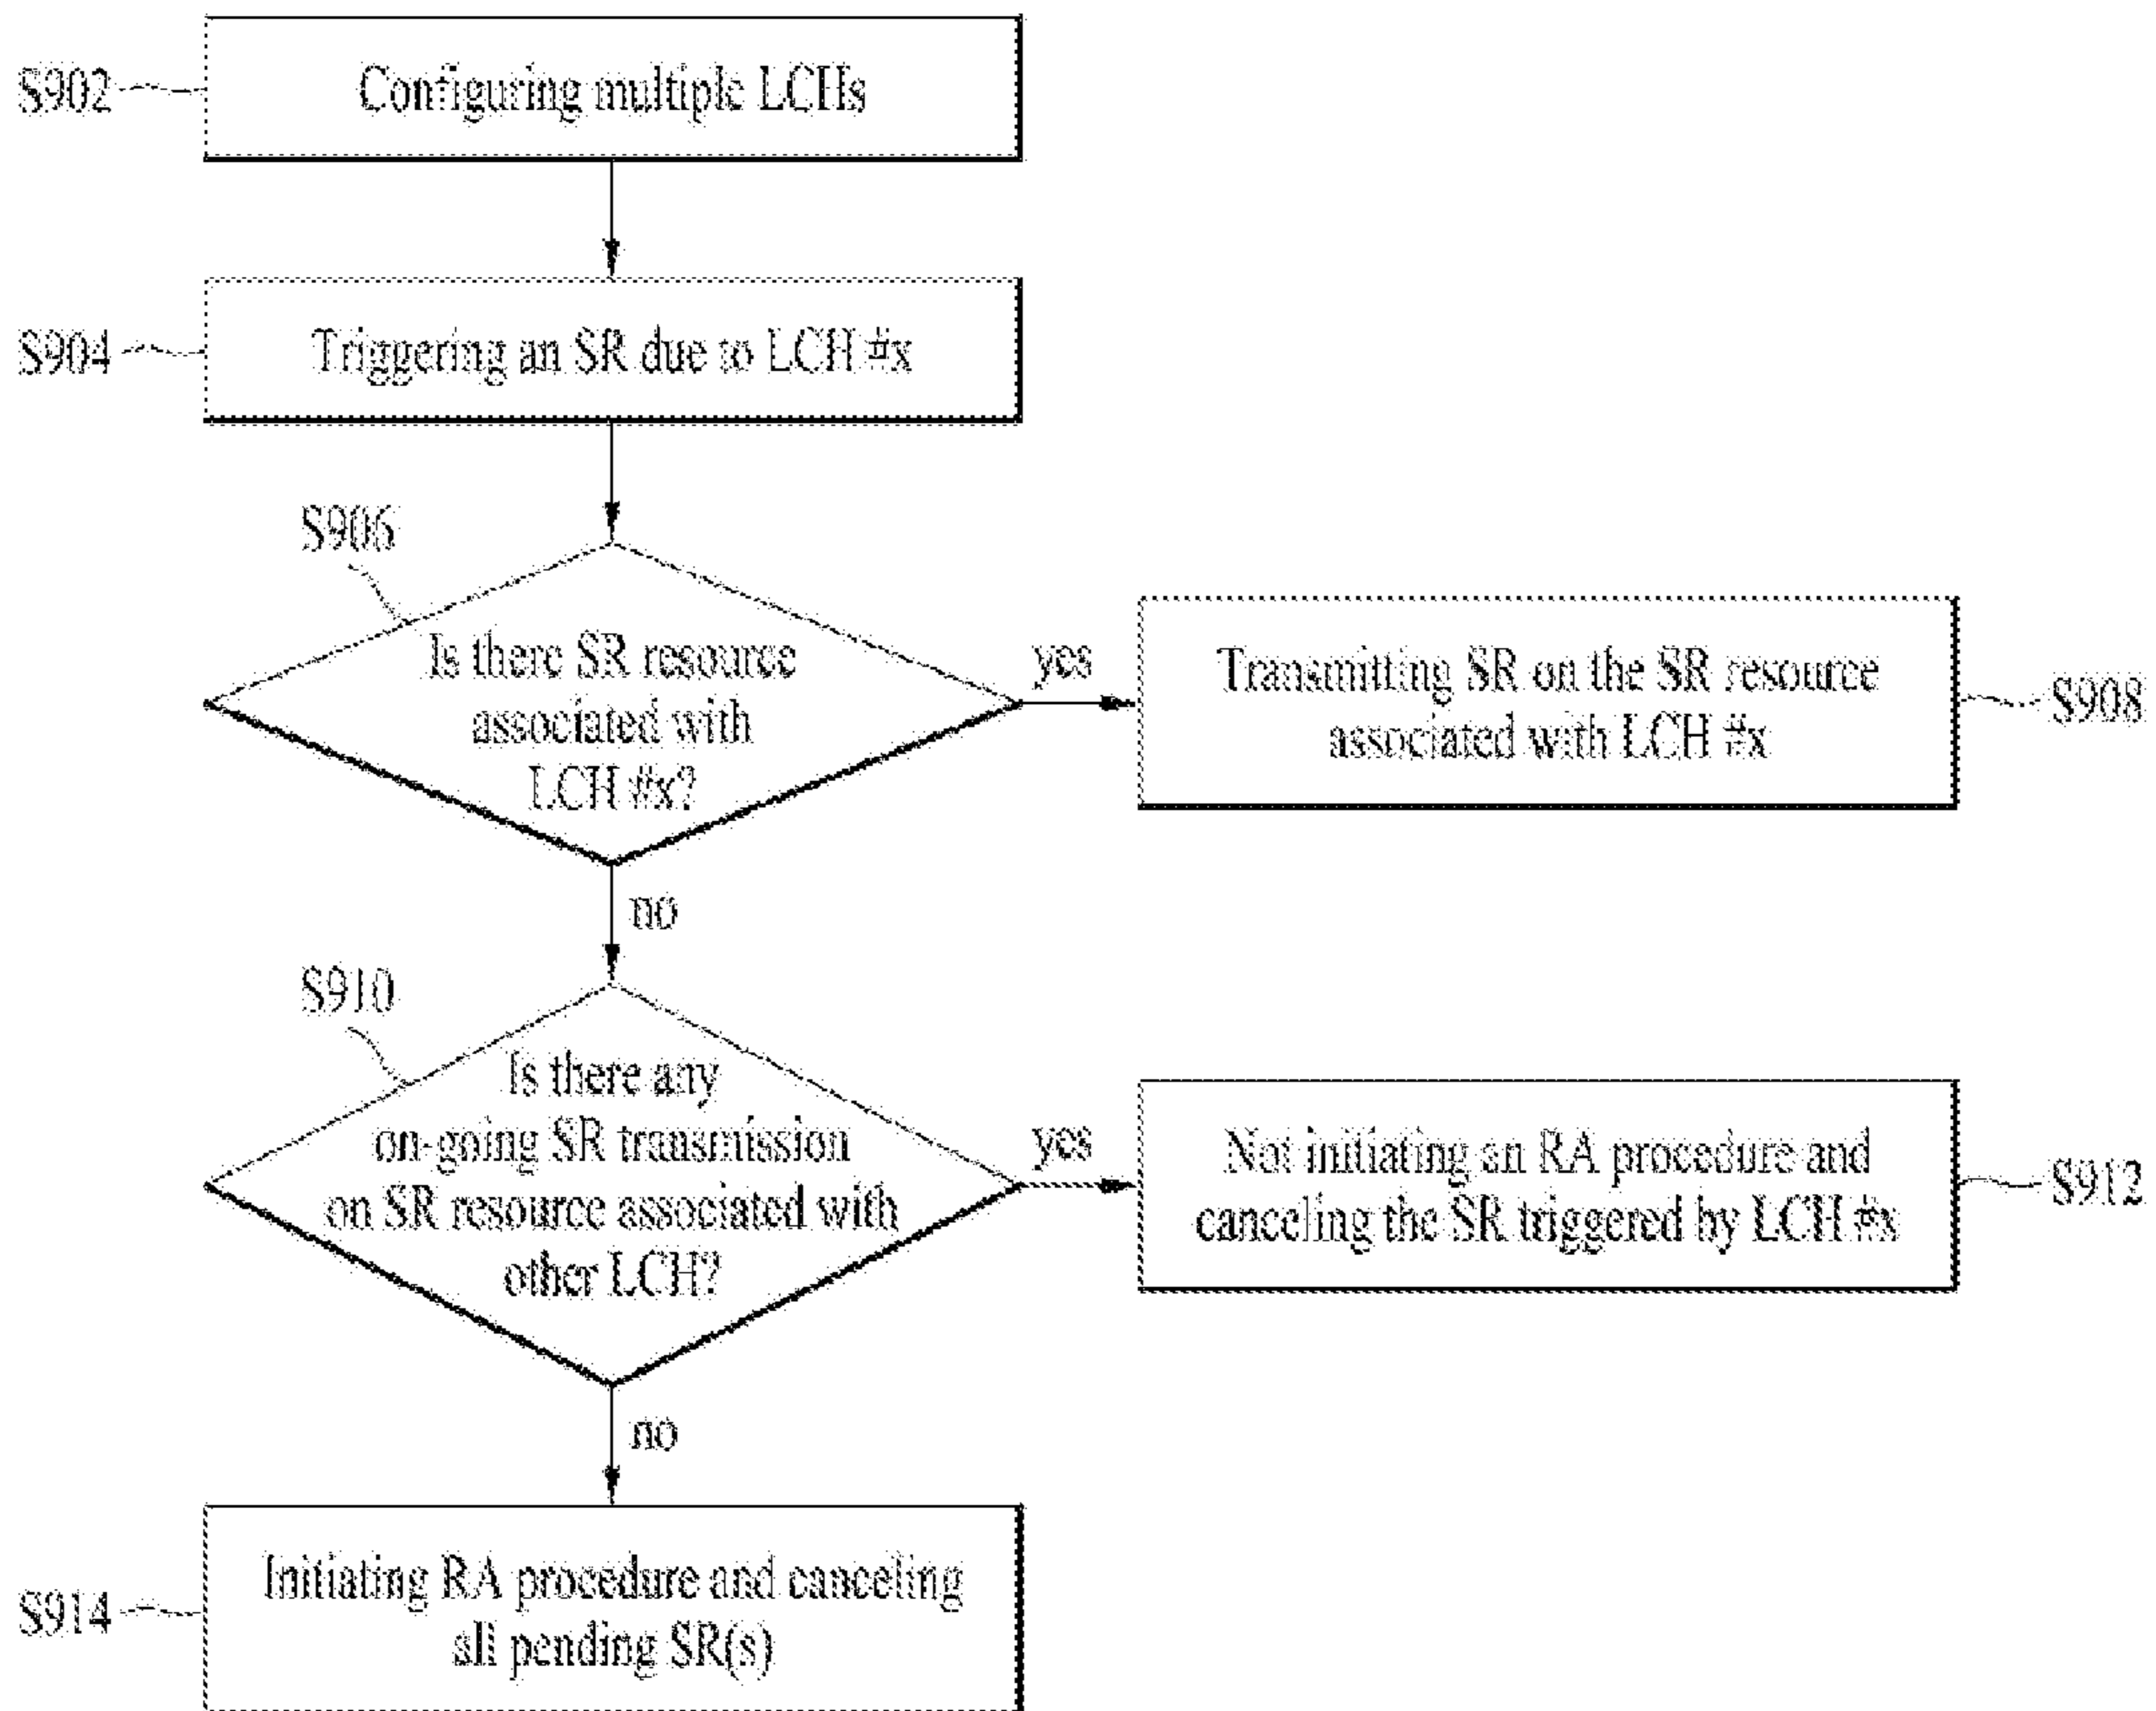 S902
Configuring multiple LCHs
S904
Triggering an SR due to LCH #x
S906
Is there SR resource
associated with
LCH #x?
yes
Transmitting SR on the SR resource
associated with LCH #x
S908
no
S910
Is there any
on-going SR transmission
on SR resource associated with
other LCH?
yes
Not initiating an RA procedure and
canceling the SR triggered by LCH #x
S912
no
S914
Initiating RA procedure and canceling
all pending SR(s)